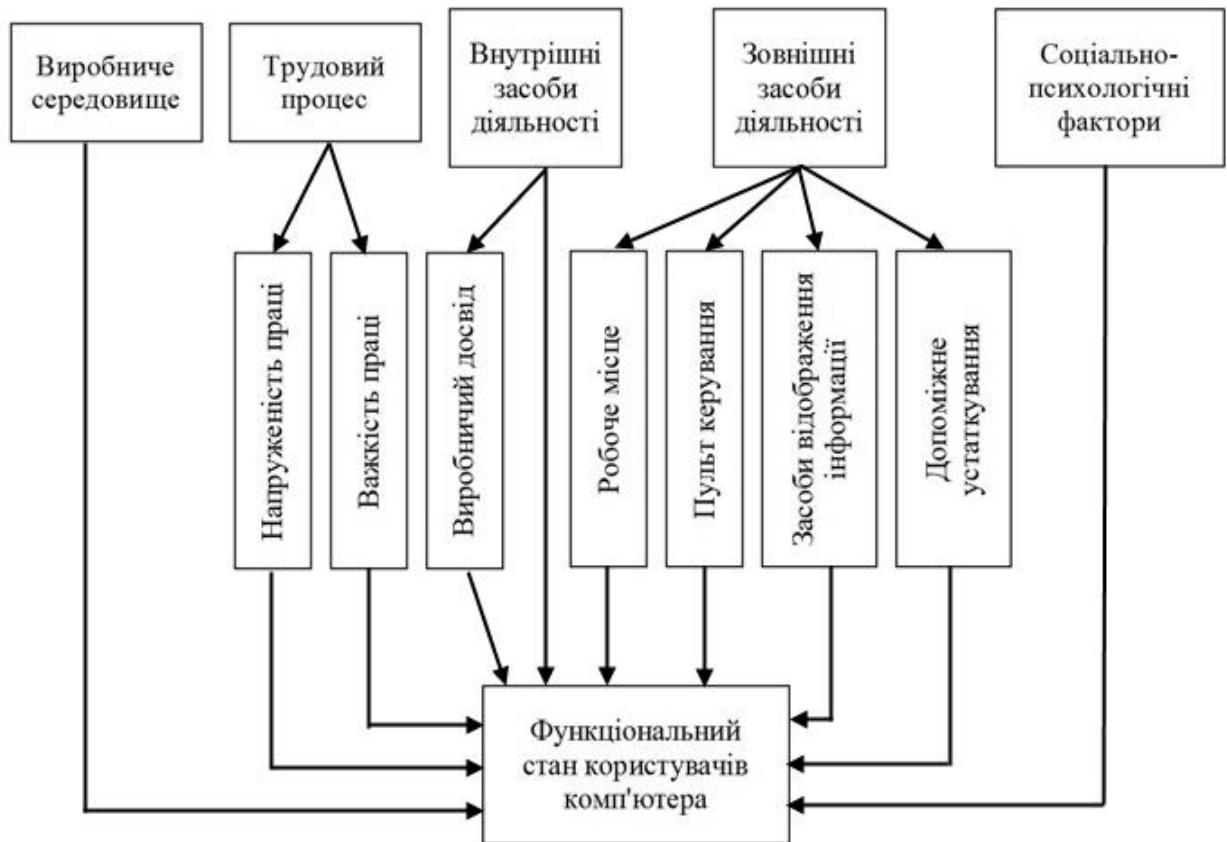 Виробниче
середовище
Трудовий
процес
Внутрішні
засоби
діяльності
Зовнішні
засоби
діяльності
Соціально-
психологічні
фактори
Напруженість праці
Важкість праці
Виробничий досвід
Робоче місце
Пульт керування
Засоби відображення
інформації
Допоміжне
устаткування
Функціональний
стан користувачів
комп'ютера